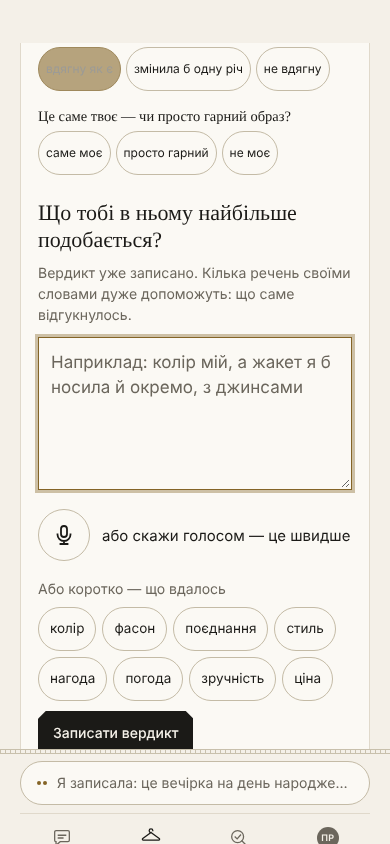 вдягну як є
змінила б одну річ
не вдягну
Це саме твоє — чи просто гарний образ?
саме моє
просто гарний
не моє
Що тобі в ньому найбільше
подобається?
Вердикт уже записано. Кілька речень своїми
словами дуже допоможуть: що саме
відгукнулось.
Наприклад: колір мій, а жакет я б
носила й окремо, з джинсами
або скажи голосом — це швидше
Або коротко — що вдалось
колір
фасон
поєднання
стиль
нагода
погода
зручність
ціна
Записати вердикт
Я записала: це вечірка на день народже...
ПР